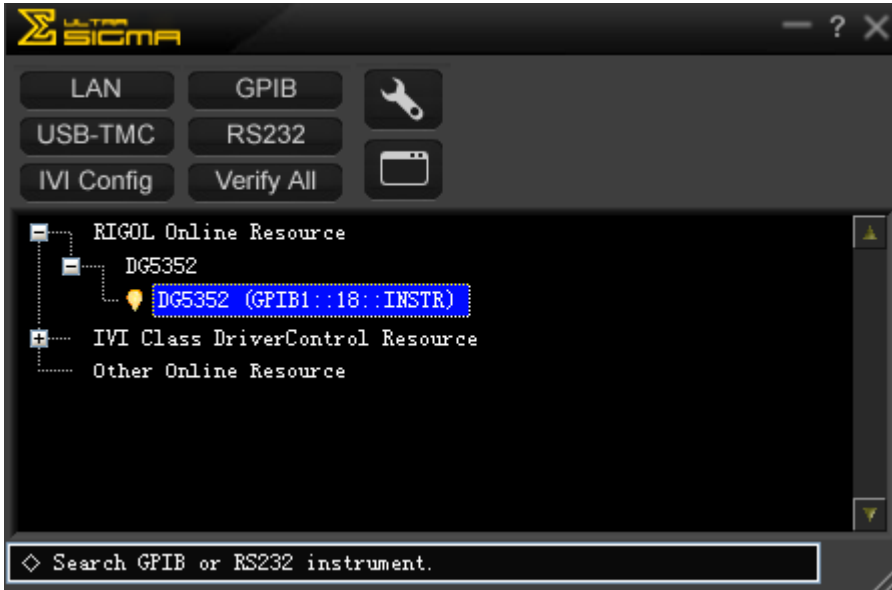 ULTRA
SIGMA
?
LAN GPIB
USB-TMC RS232
IVI Config Verify All
RIGOL Online Resource
DG5352
DG5352 (GPIB1::18::INSTR)
IVI Class DriverControl Resource
Other Online Resource
◇ Search GPIB or RS232 instrument.